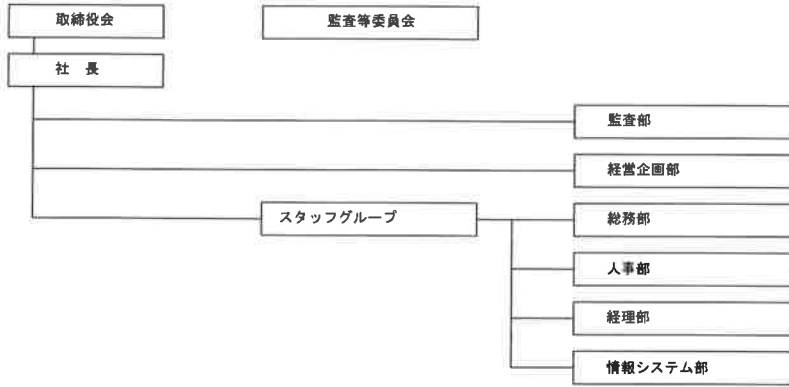 取締役会
監査等委員会
社 長
監査部
経営企画部
スタッフグループ
総務部
人事部
経理部
情報システム部